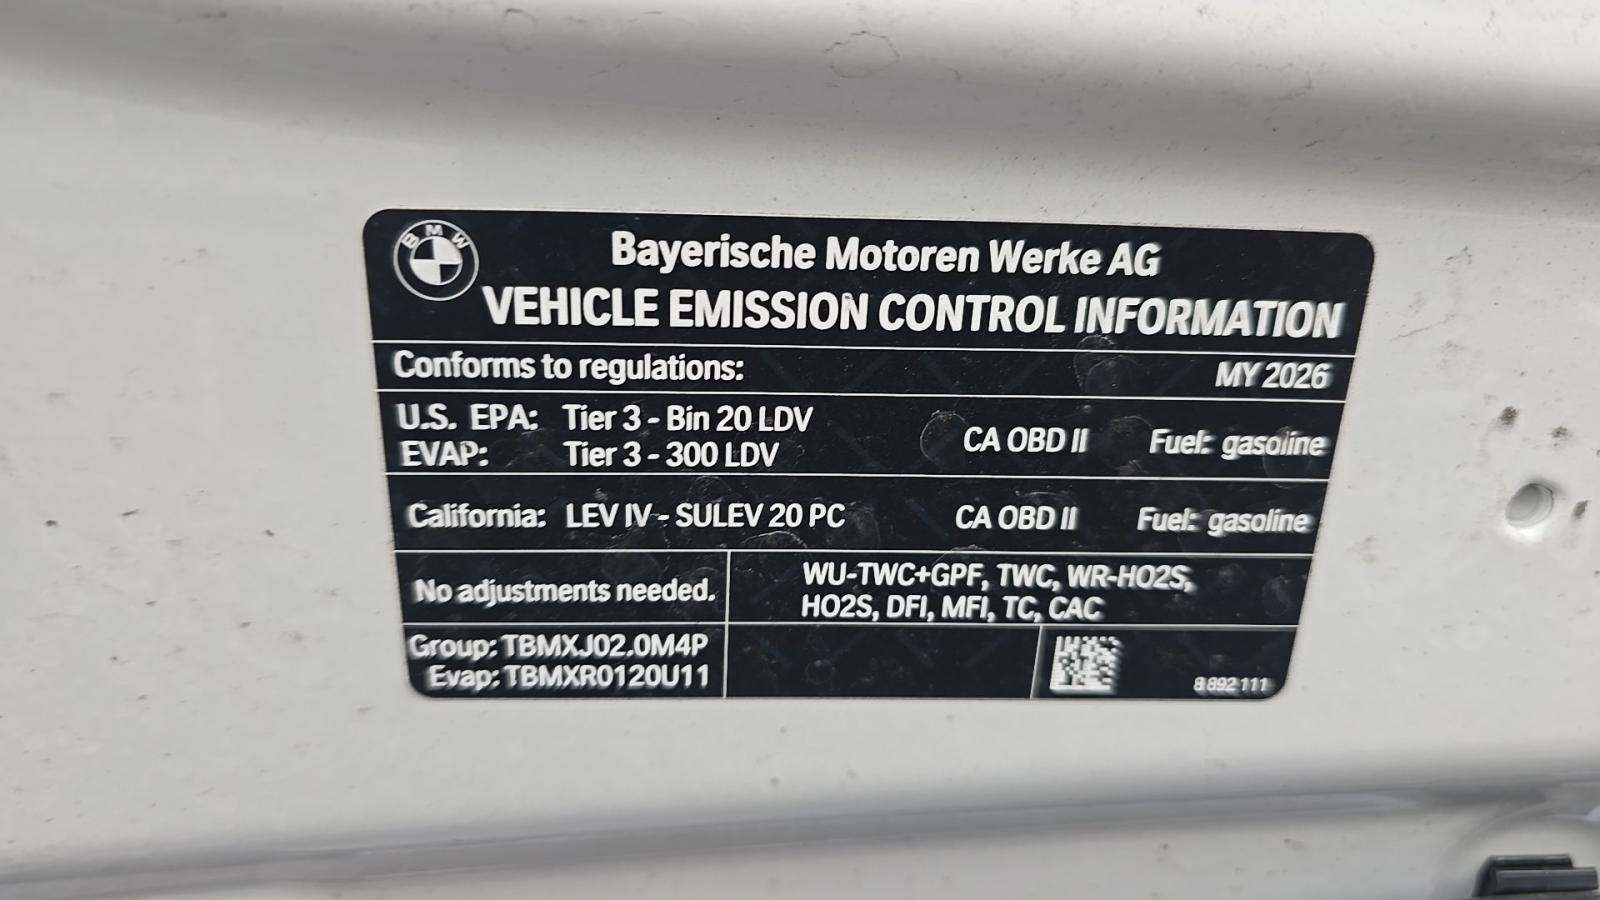 BMW
Bayerische Motoren Werke AG
VEHICLE EMISSION CONTROL INFORMATION
Conforms to regulations: MY 2026
U.S. EPA: Tier 3 - Bin 20 LDV
EVAP: Tier 3 - 300 LDV
CA OBD II Fuel: gasoline
California: LEV IV - SULEV 20 PC CA OBD II Fuel: gasoline
No adjustments needed.
WU-TWC+GPF, TWC, WR-HO2S,
HO2S, DFI, MFI, TC, CAC
Group: TBMXJ02.0M4P
Evap: TBMXR0120U11
8 892 111